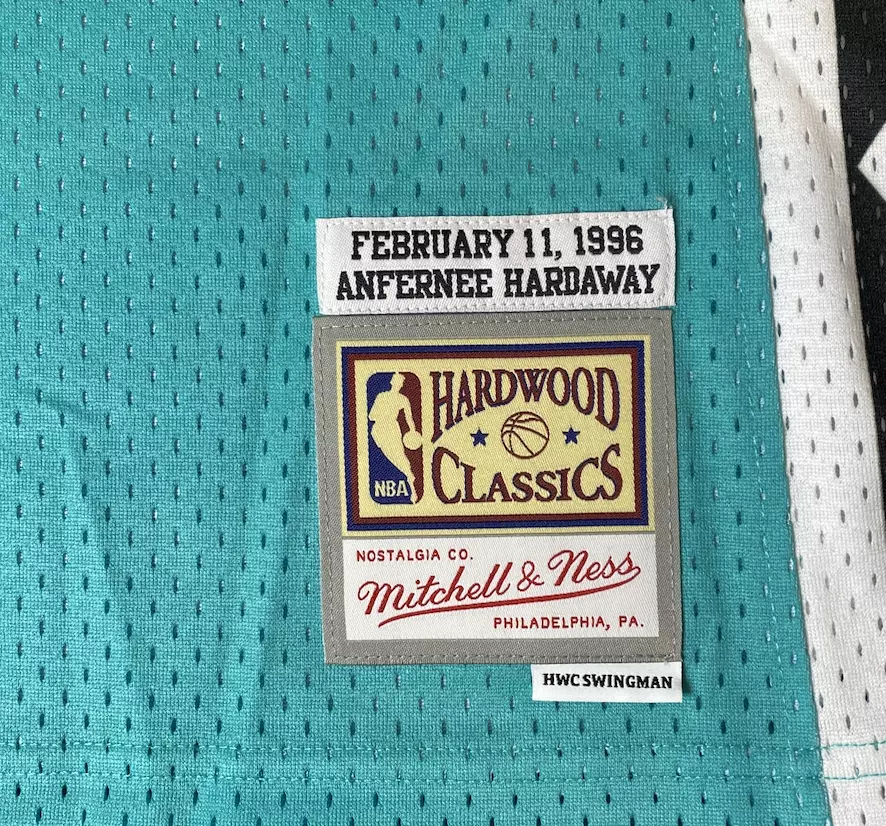 FEBRUARY 11, 1996
ANFERNEE HARDAWAY
HARDWOOD
CLASSICS
NBA
NOSTALGIA CO.
Mitchell & Ness
PHILADELPHIA, PA.
HWC SWINGMAN